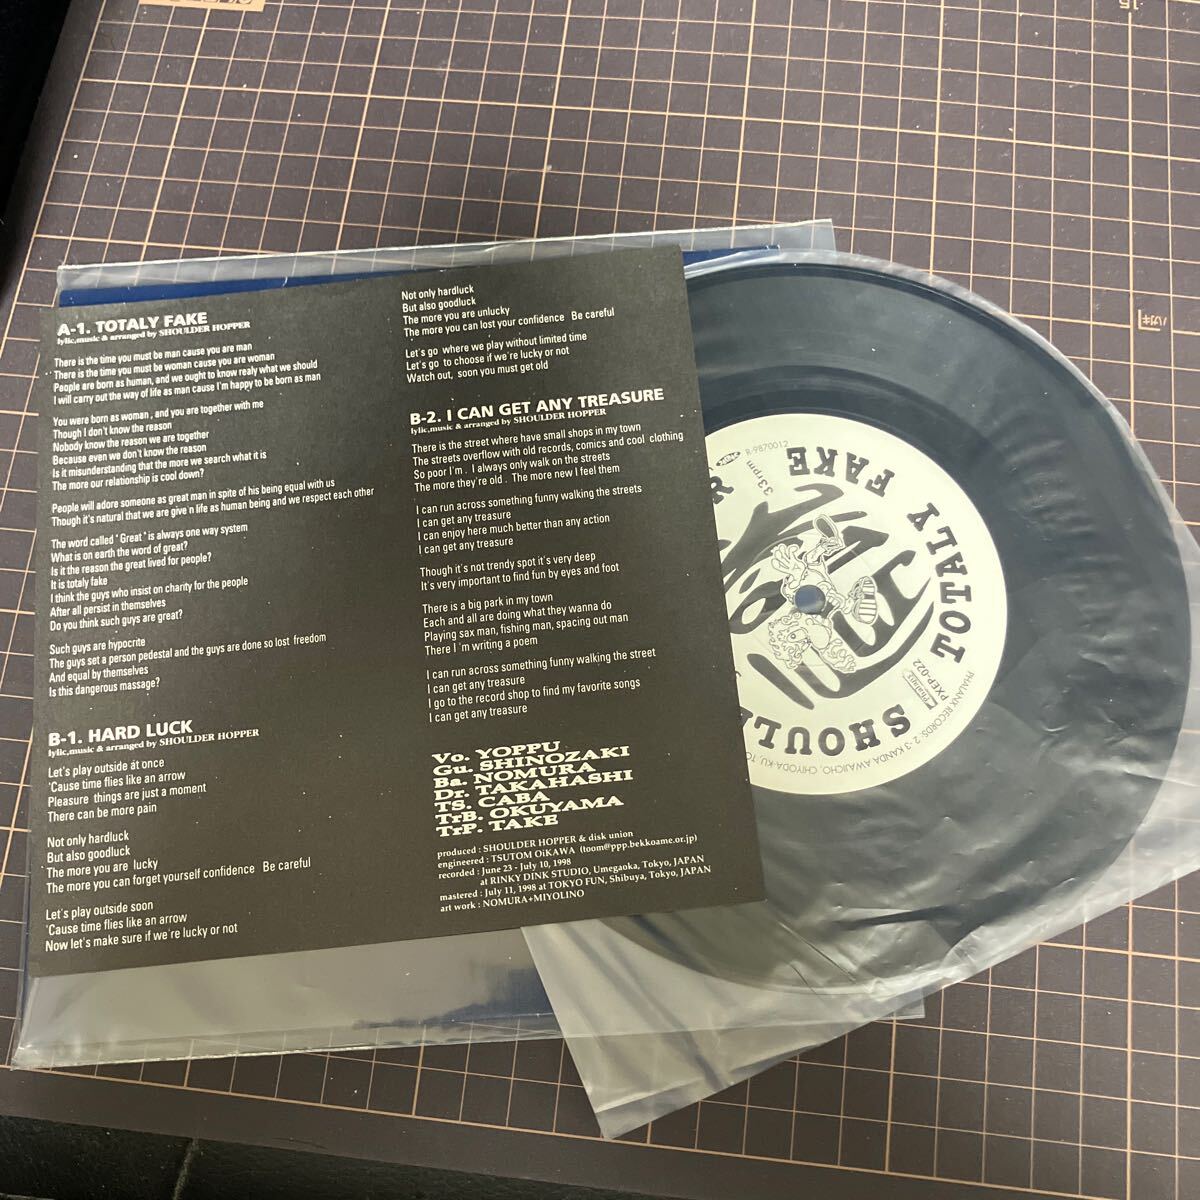 A-1. TOTALY FAKE
lylic,music & arranged by SHOULDER HOPPER
There is the time you must be man cause you are man
There is the time you must be woman cause you are woman
People are born as human, and we ought to know realy what we should
I will carry out the way of life as man cause I'm happy to be born as man
You were born as woman , and you are together with me
Though I don't know the reason
Nobody know the reason we are together
Because even we don't know the reason
Is it misunderstanding that the more we search what it is
The more our relationship is cool down?
People will adore someone as great man in spite of his being equal with us
Though it's natural that we are give n life as human being and we respect each other
The word called " Great " is always one way system
What is on earth the word of great?
Is it the reason the great lived for people?
It is totaly fake
I think the guys who insist on charity for the people
After all persist in themselves
Do you think such guys are great?
Such guys are hypocrite
The guys set a person pedestal and the guys are done so lost freedom
And equal by themselves
Is this dangerous massage?
B-1. HARD LUCK
lylic,music & arranged by SHOULDER HOPPER
Let's play outside at once
'Cause time flies like an arrow
Pleasure things are just a moment
There can be more pain
Not only hardluck
But also goodluck
The more you are lucky
The more you can forget yourself confidence Be careful
Let's play outside soon
'Cause time flies like an arrow
Now let's make sure if we're lucky or not
Not only hardluck
But also goodluck
The more you are unlucky
The more you can lost your confidence Be careful
Let's go where we play without limited time
Let's go to choose if we're lucky or not
Watch out, soon you must get old
B-2. I CAN GET ANY TREASURE
lylic,music & arranged by SHOULDER HOPPER
There is the street where have small shops in my town
The streets overflow with old records, comics and cool clothing
So poor I'm . I always only walk on the streets
The more they're old . The more new I feel them
I can run across something funny walking the streets
I can get any treasure
I can enjoy here much better than any action
I can get any treasure
Though it's not trendy spot it's very deep
It's very important to find fun by eyes and foot
There is a big park in my town
Each and all are doing what they wanna do
Playing sax man, fishing man, spacing out man
There I 'm writing a poem
I can run across something funny walking the street
I can get any treasure
I go to the record shop to find my favorite songs
I can get any treasure
Vo. YOPPU
Gu. SHINOZAKI
Ba. NOMURA
Dr. TAKAHASHI
TS. CABA
TrB. OKUYAMA
TrP. TAKE
produced : SHOULDER HOPPER & disk union
engineered : TSUTOM OiKAWA (toom@ppp.bekkoame.or.jp)
recorded : June 23 - July 10, 1998
at RINKY DINK STUDIO, Umegaoka, Tokyo, JAPAN
mastered : July 11, 1998 at TOKYO FUN, Shibuya, Tokyo, JAPAN
art work : NOMURA+MIYOLINO
R-9870012
33rpm
TOTALY FAKE
SHOUL
R
TOTALY
PXEP-022
PHALANX RECORDS: 2-3 KANDA AWAJICHO, CHIYODA-KU, TO
15
ハガキ